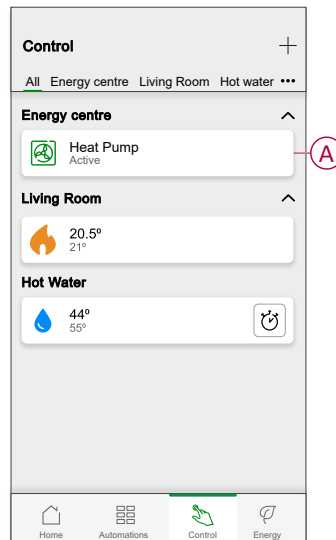 Control
All Energy centre Living Room Hot water •••
Energy centre
Heat Pump
Active
A
Living Room
20.5º
21º
Hot Water
44º
55º
Home Automations Control Energy